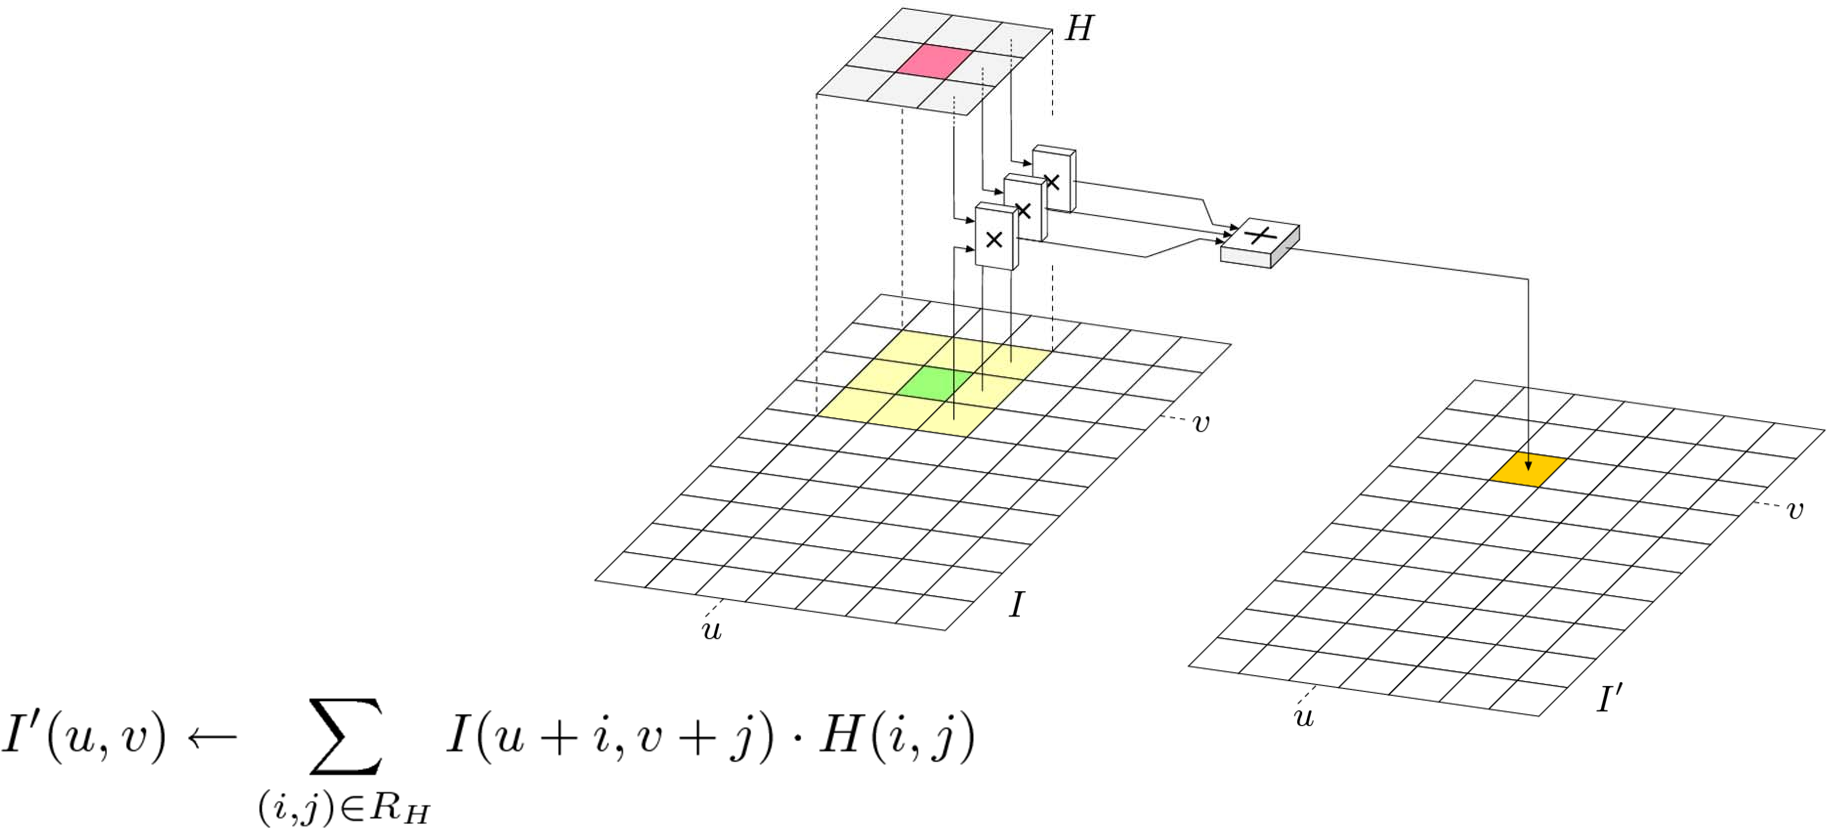 H
×
×
×
+
v
v
I
u
I′
u
I′(u, v) ← ∑ I(u + i, v + j) · H(i, j)
(i,j)∈R_H